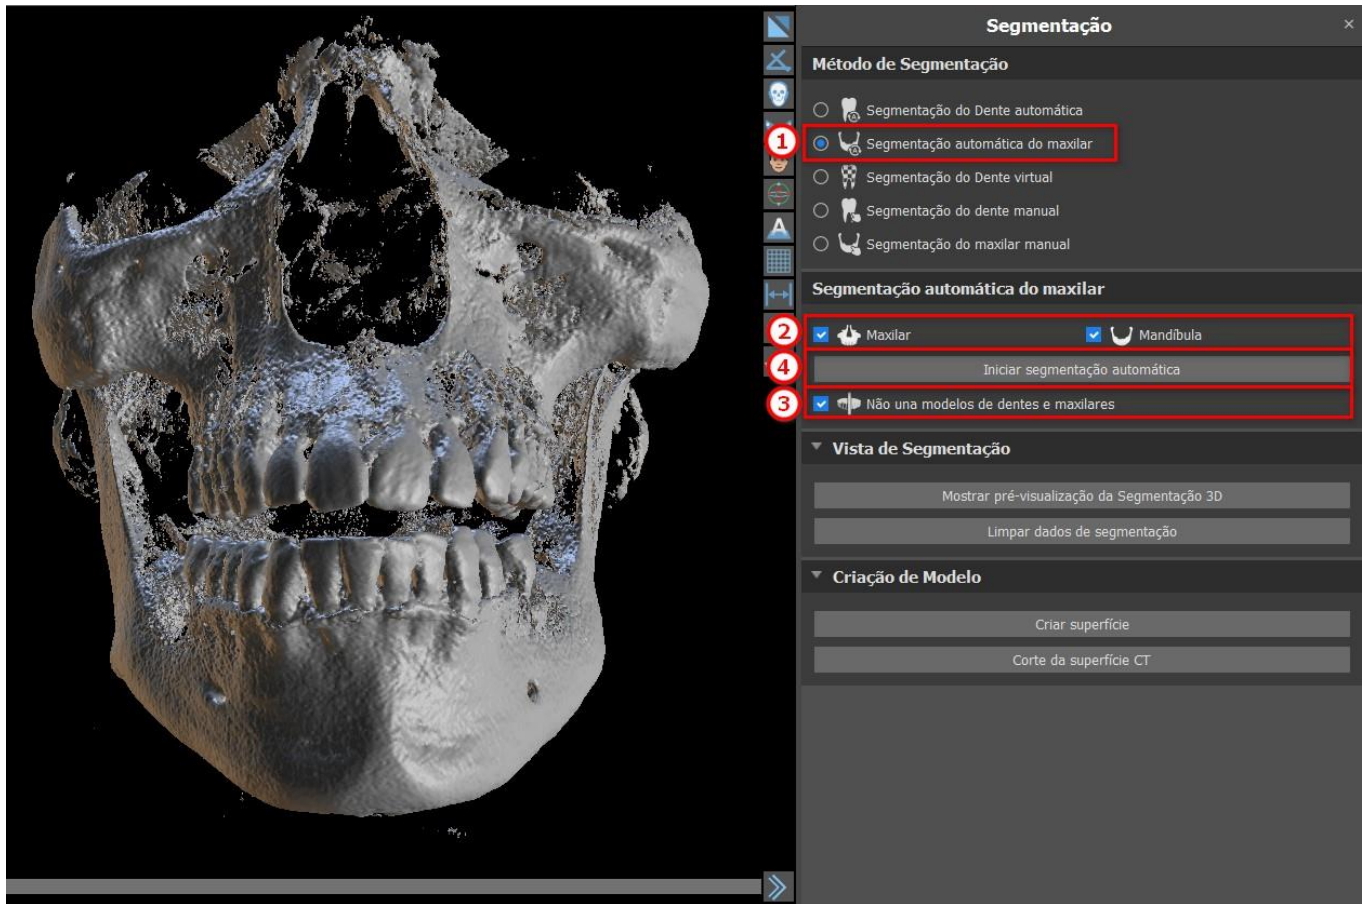 Segmentação
Método de Segmentação
Segmentação do Dente automática
1 Segmentação automática do maxilar
Segmentação do Dente virtual
Segmentação do dente manual
A
Segmentação do maxilar manual
Segmentação automática do maxilar
2 Maxilar Mandíbula
4 Iniciar segmentação automática
3 Não una modelos de dentes e maxilares
Vista de Segmentação
Mostrar pré-visualização da Segmentação 3D
Limpar dados de segmentação
Criação de Modelo
Criar superfície
Corte da superfície CT